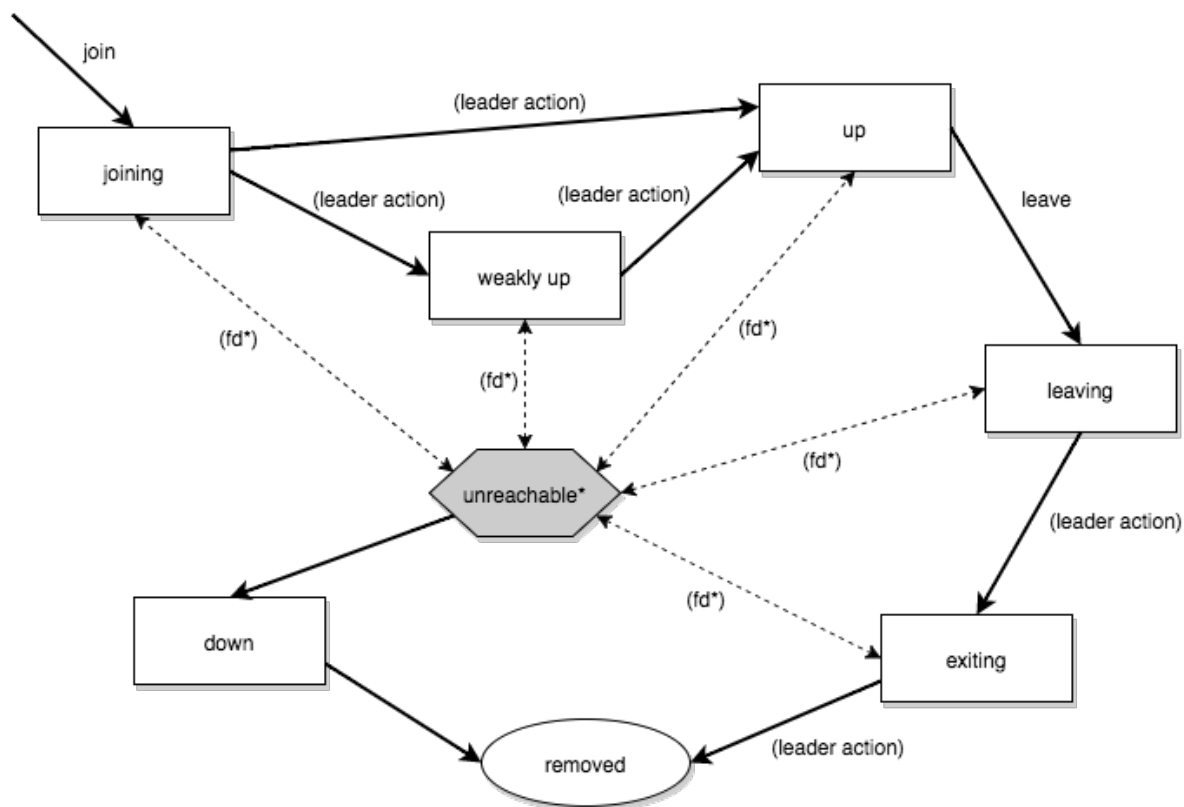 join
(leader action)
up
joining
(leader action)
(leader action)
leave
weakly up
(fd*)
(fd*)
(fd*)
leaving
(fd*)
unreachable*
(leader action)
(fd*)
down
exiting
(leader action)
removed